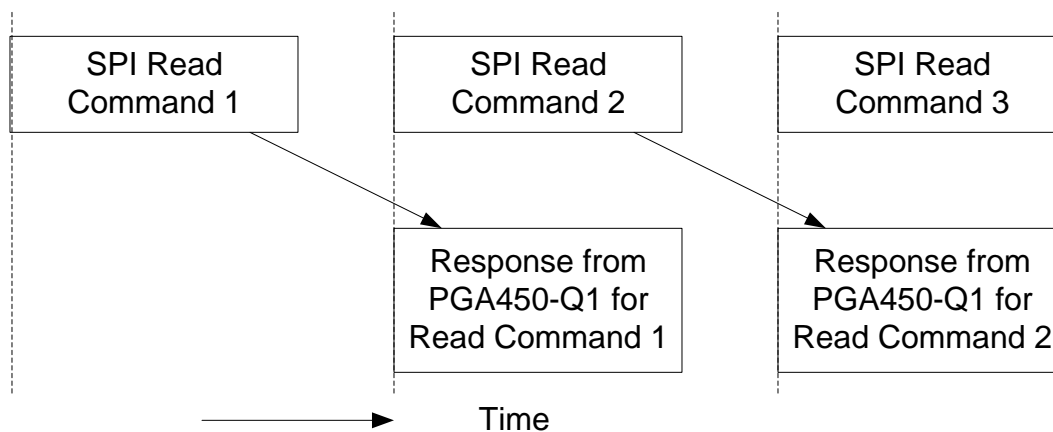 SPI Read
Command 1
SPI Read
Command 2
SPI Read
Command 3
Response from
PGA450-Q1 for
Read Command 1
Response from
PGA450-Q1 for
Read Command 2
Time